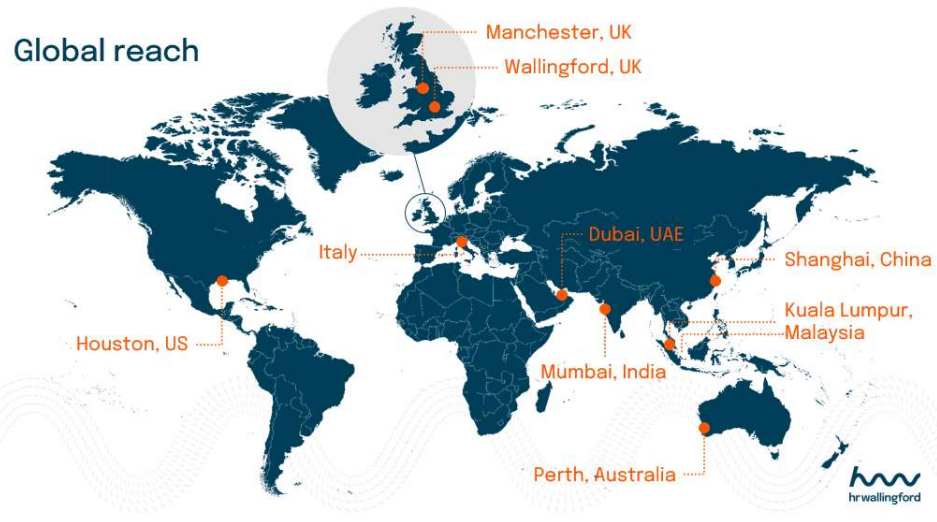 Global reach
Manchester, UK
Wallingford, UK
Italy
Dubai, UAE
Shanghai, China
Houston, US
Kuala Lumpur,
Malaysia
Mumbai, India
Perth, Australia
hrwallingford